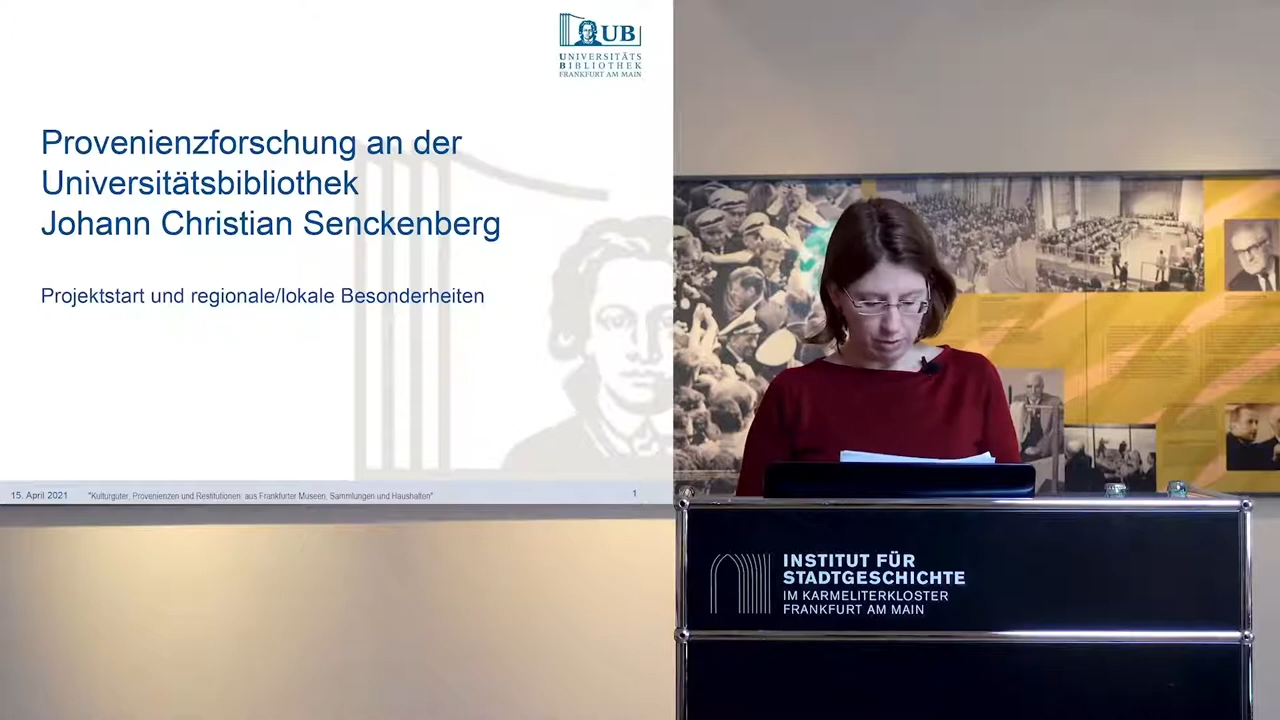 UB
UNIVERSITÄTS
BIBLIOTHEK
FRANKFURT AM MAIN
Provenienzforschung an der
Universitätsbibliothek
Johann Christian Senckenberg
Projektstart und regionale/lokale Besonderheiten
15. April 2021 "Kulturgüter, Provenienzen und Restitutionen aus Frankfurter Museen, Sammlungen und Haushalten" 1
INSTITUT FÜR
STADTGESCHICHTE
IM KARMELITERKLOSTER
FRANKFURT AM MAIN